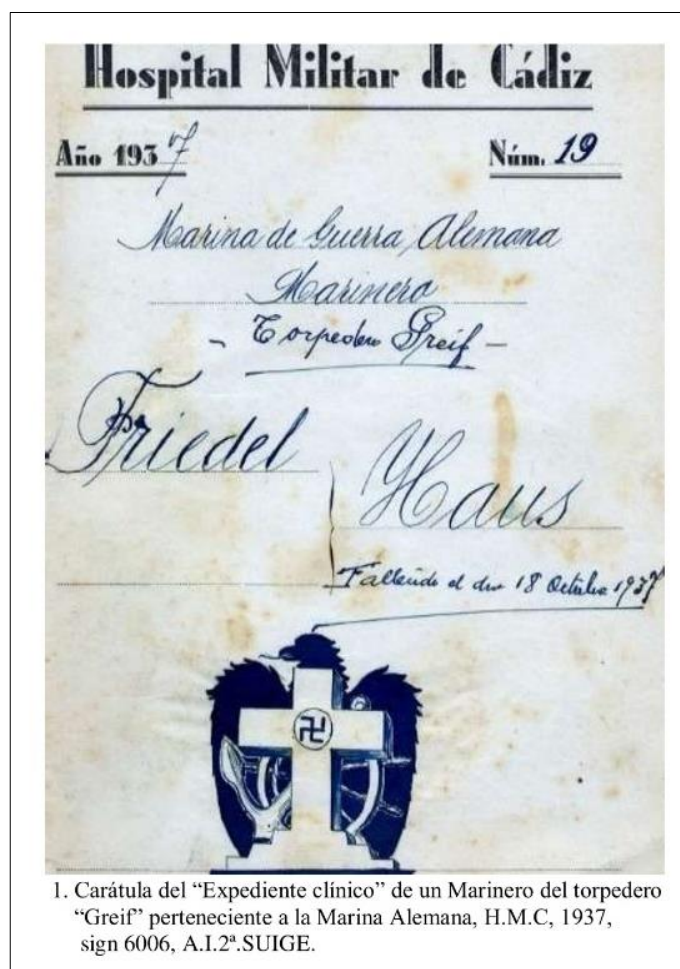 Hospital Militar de Cádiz
Año 1937
Núm. 19
Marina de Guerra Alemana
Marinero
- Torpedero Greif -
Friedel
Haus
Fallecido el dia 18 Octubre 1937
1. Carátula del “Expediente clínico” de un Marinero del torpedero
“Greif” perteneciente a la Marina Alemana, H.M.C, 1937,
sign 6006, A.I.2ª.SUIGE.